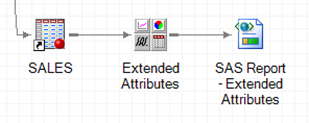 SALES
Extended
Attributes
SAS Report
- Extended
Attributes